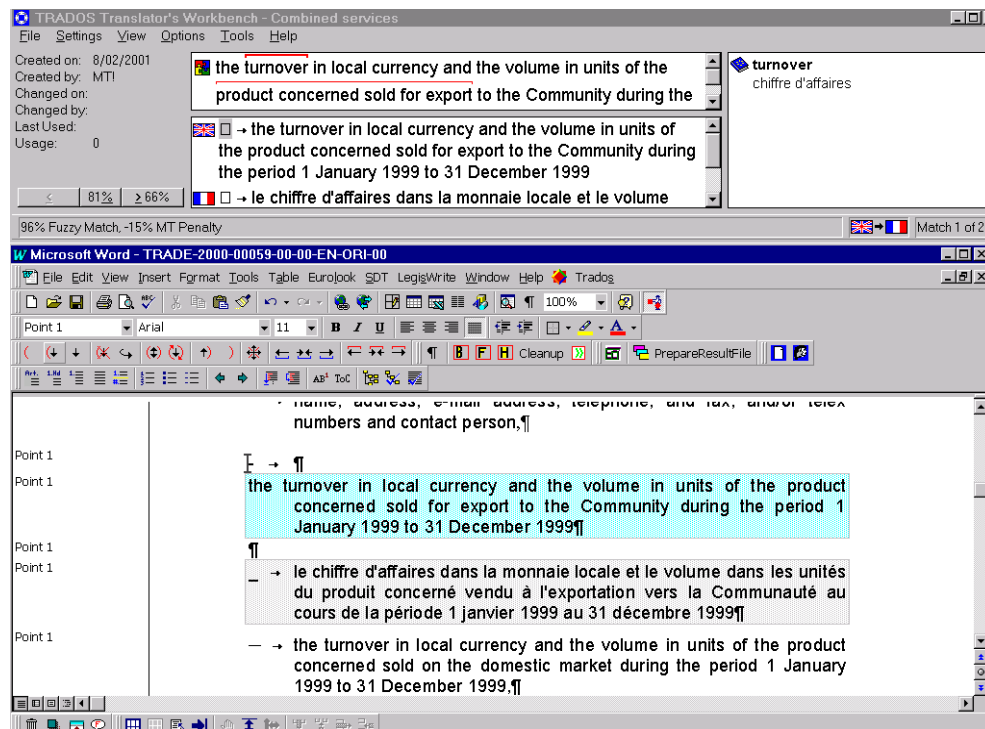 TRADOS Translator's Workbench - Combined services
File Settings View Options Tools Help
Created on: 8/02/2001
Created by: MT!
Changed on:
Changed by:
Last Used:
Usage: 0
< 81% ≥66%
the turnover in local currency and the volume in units of the
product concerned sold for export to the Community during the
→ the turnover in local currency and the volume in units of
the product concerned sold for export to the Community during
the period 1 January 1999 to 31 December 1999
→ le chiffre d'affaires dans la monnaie locale et le volume
turnover
chiffre d'affaires
96% Fuzzy Match, -15% MT Penalty
Match 1 of 2
Microsoft Word - TRADE-2000-00059-00-00-EN-ORI-00
File Edit View Insert Format Tools Table Eurolook SDT LegisWrite Window Help Trados
100%
Point 1 Arial 11 B I U
B F H Cleanup PrepareResultFile
AB¹ ToC
→ name, address, e-mail address, telephone, and fax, and/or telex
numbers and contact person,¶
Point 1
→ ¶
Point 1
the turnover in local currency and the volume in units of the product
concerned sold for export to the Community during the period 1
January 1999 to 31 December 1999¶
Point 1
¶
Point 1
_ → le chiffre d'affaires dans la monnaie locale et le volume dans les unités
du produit concerné vendu à l'exportation vers la Communauté au
cours de la période 1 janvier 1999 au 31 décembre 1999¶
Point 1
— → the turnover in local currency and the volume in units of the product
concerned sold on the domestic market during the period 1 January
1999 to 31 December 1999,¶